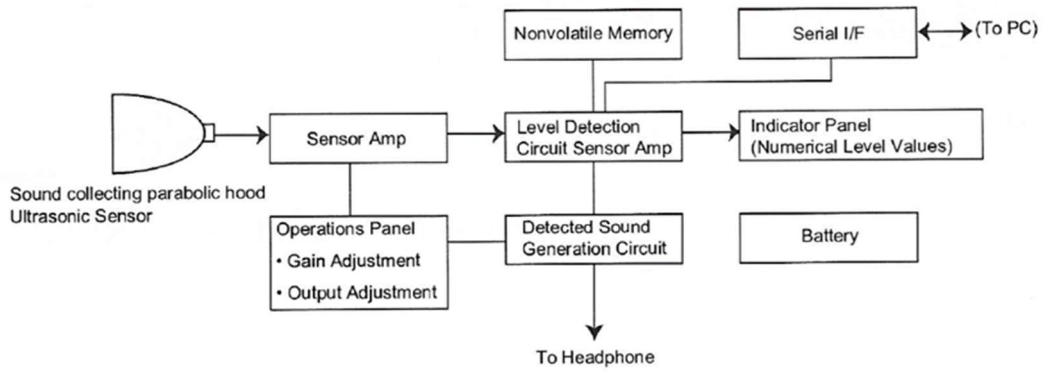 Nonvolatile Memory
Serial I/F
(To PC)
Sensor Amp
Level Detection
Circuit Sensor Amp
Indicator Panel
(Numerical Level Values)
Sound collecting parabolic hood
Ultrasonic Sensor
Operations Panel
• Gain Adjustment
• Output Adjustment
Detected Sound
Generation Circuit
Battery
To Headphone